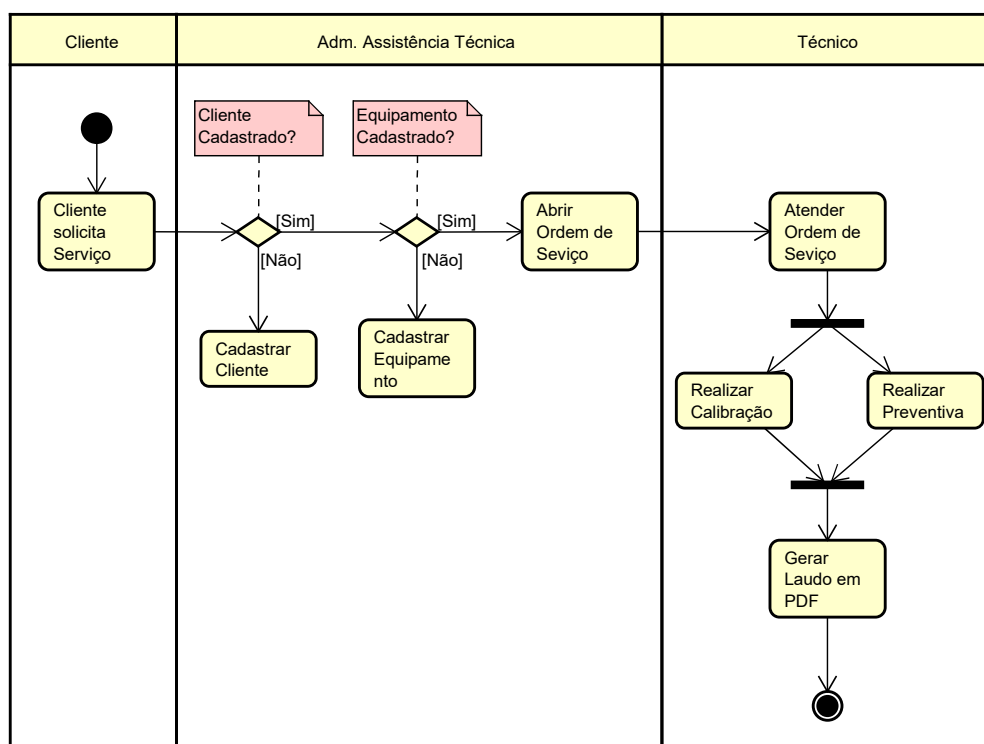 Cliente
Adm. Assistência Técnica
Técnico
Cliente
Cadastrado?
Equipamento
Cadastrado?
Cliente
solicita
Serviço
[Sim]
[Não]
[Sim]
[Não]
Abrir
Ordem de
Seviço
Atender
Ordem de
Seviço
Cadastrar
Cliente
Cadastrar
Equipame
nto
Realizar
Calibração
Realizar
Preventiva
Gerar
Laudo em
PDF